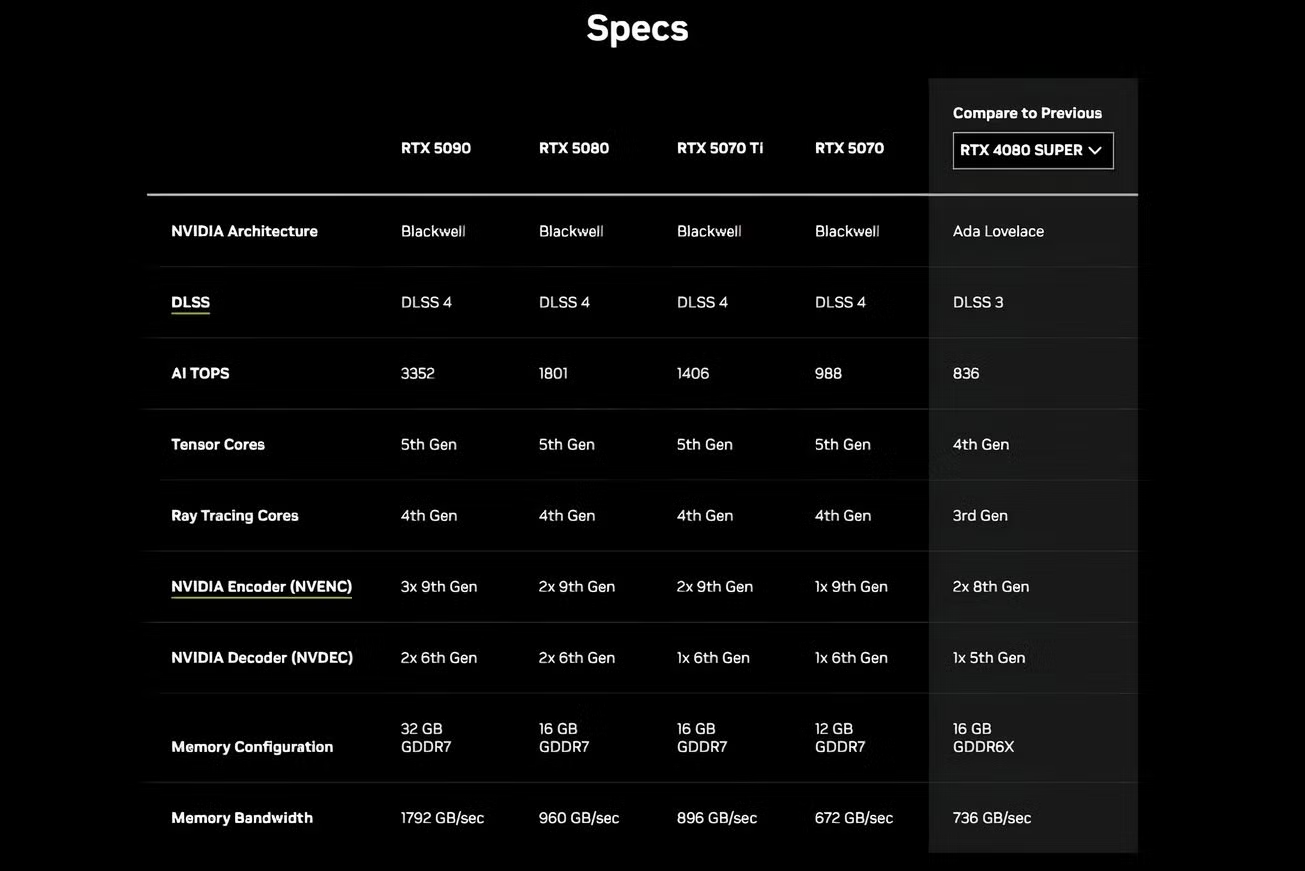 Specs
Compare to Previous
RTX 5090 RTX 5080 RTX 5070 Ti RTX 5070 RTX 4080 SUPER
NVIDIA Architecture Blackwell Blackwell Blackwell Blackwell Ada Lovelace
DLSS DLSS 4 DLSS 4 DLSS 4 DLSS 4 DLSS 3
AI TOPS 3352 1801 1406 988 836
Tensor Cores 5th Gen 5th Gen 5th Gen 5th Gen 4th Gen
Ray Tracing Cores 4th Gen 4th Gen 4th Gen 4th Gen 3rd Gen
NVIDIA Encoder (NVENC) 3x 9th Gen 2x 9th Gen 2x 9th Gen 1x 9th Gen 2x 8th Gen
NVIDIA Decoder (NVDEC) 2x 6th Gen 2x 6th Gen 1x 6th Gen 1x 6th Gen 1x 5th Gen
32 GB 16 GB 16 GB 12 GB 16 GB
Memory Configuration GDDR7 GDDR7 GDDR7 GDDR7 GDDR6X
Memory Bandwidth 1792 GB/sec 960 GB/sec 896 GB/sec 672 GB/sec 736 GB/sec